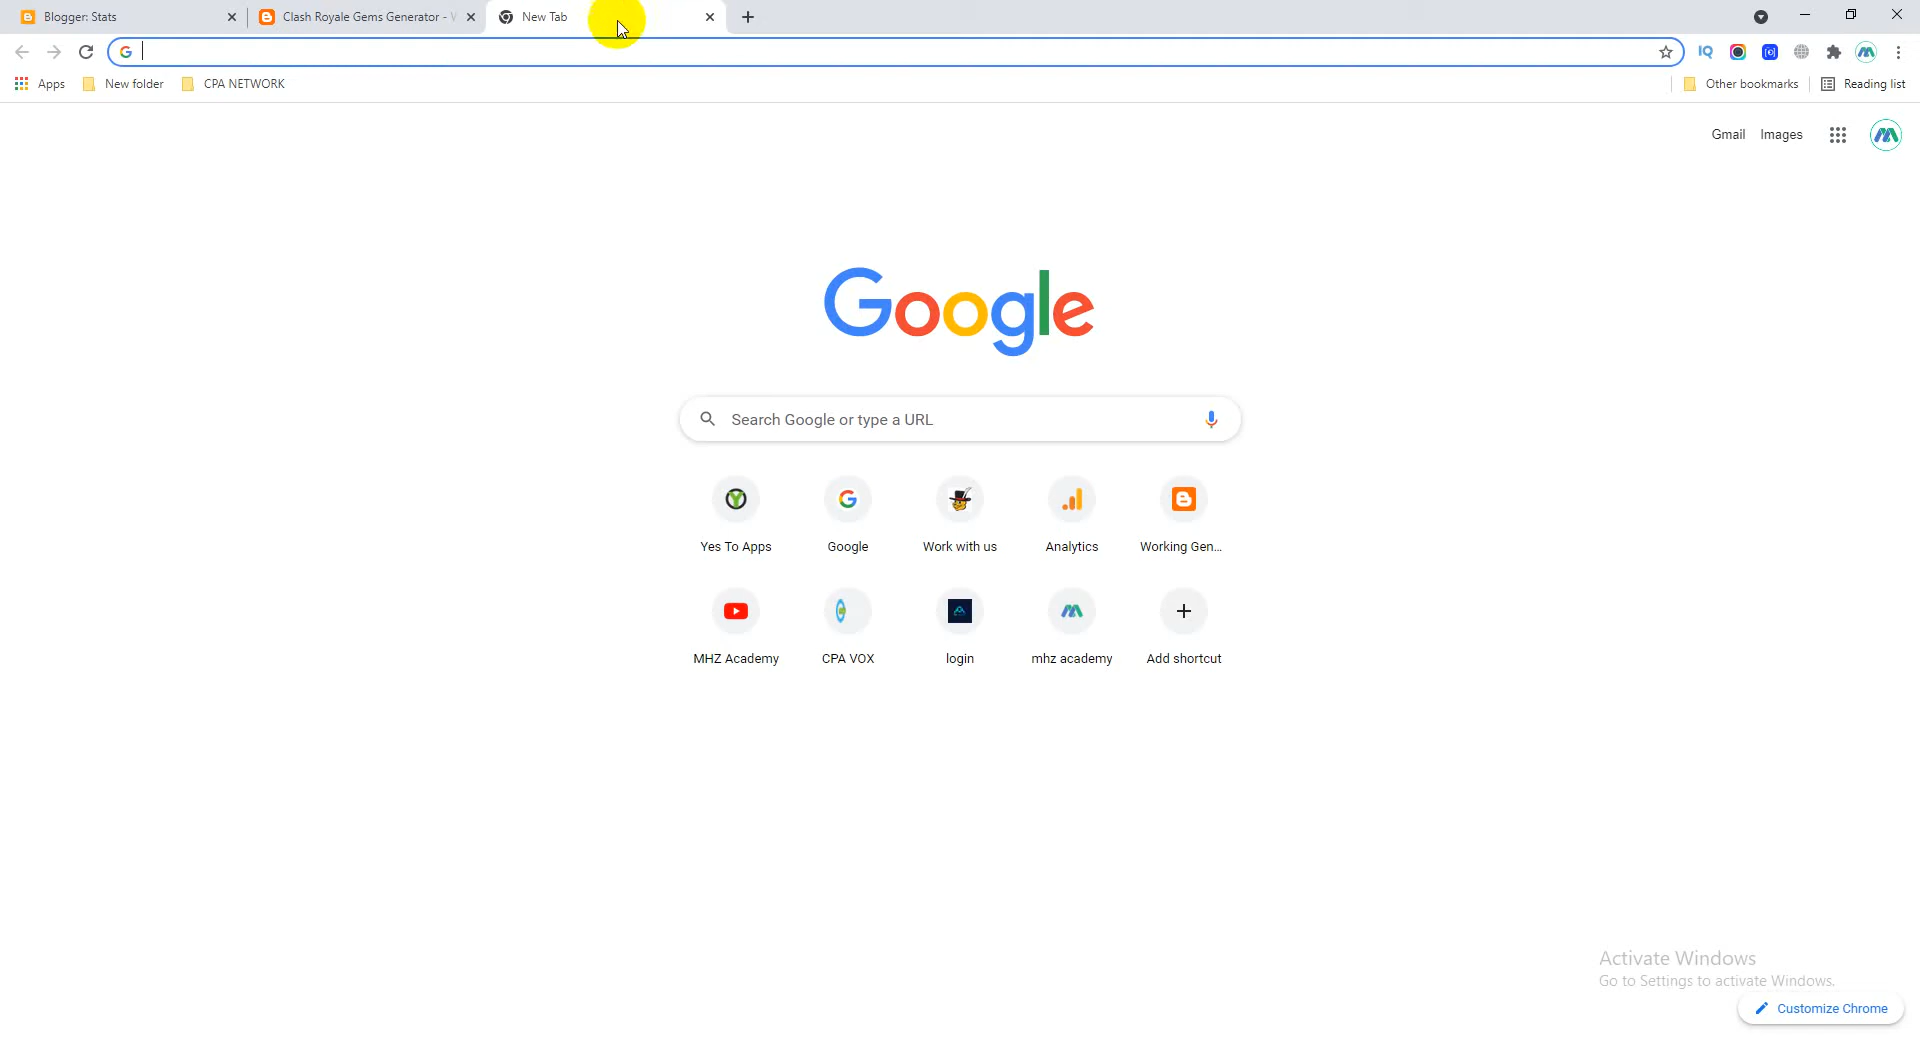 Blogger: Stats
Clash Royale Gems Generator -
New Tab
Apps
New folder
CPA NETWORK
Other bookmarks
Reading list
Gmail
Images
Google
Search Google or type a URL
Yes To Apps
Google
Work with us
Analytics
Working Gen...
MHZ Academy
CPA VOX
login
mhz academy
Add shortcut
Activate Windows
Go to Settings to activate Windows.
Customize Chrome